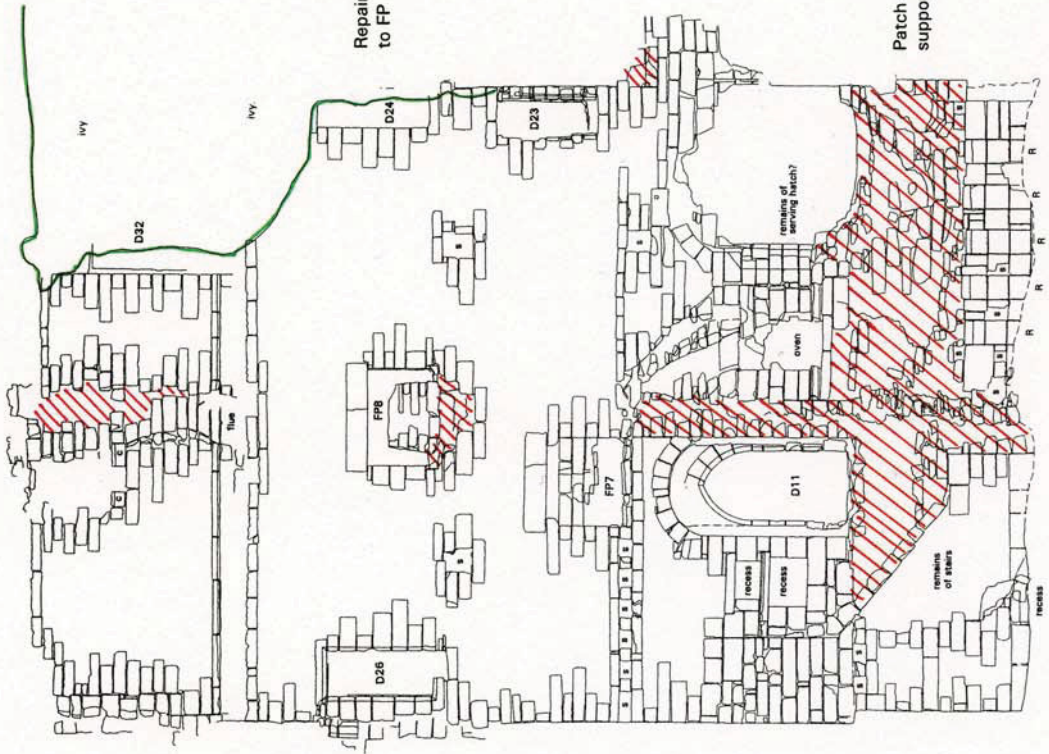 ivy
ivy.
D32
Repair
to FP
D24
D23
flue
c
c
FP8
s
s
D26
FP7
s
s
s
s
s
s
s
remains of
serving hatch?
oven
D11
recess
recess
Patch
suppo
remains
of stairs
recess
s
s
s
s
s
s
s
R
R
R
R
R
R